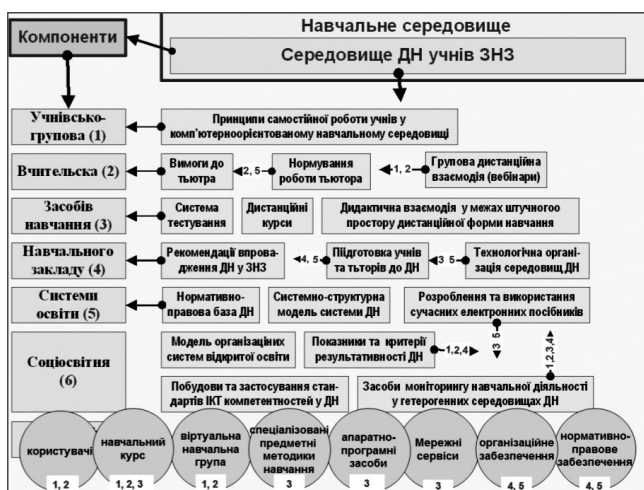 Навчальне середовище
Компоненти
Середовище ДН учнів ЗНЗ
Учнівсько-
групова (1)
Принципи самостійної роботи учнів у
комп'ютерноорієнтованому навчальному середовищі
Вчительська (2)
Вимоги до
тьютра
2, 5
Нормування
роботи тьютора
1, 2
Групова дистанційна
взаємодія (вебінари)
Засобів
навчання (3)
Система
тестування
Дистанційні
курси
Дидактична взаємодія у межах штучногоо
простору дистанційної форми навчання
Навчального
закладу (4)
Рекомендації впров-
адження ДН у ЗНЗ
4, 5
Піідготовка учнів
та тьторів до ДН
3 5
Технологічна органі-
зація середовищ ДН
Системи
освіти (5)
Нормативно-
правова база ДН
Системно-структурна
модель системи ДН
Розроблення та використання
сучасних електронних посібників
Соціосвітня
(6)
Модель організаціних
систем відкритої освіти
Показники та критерії
результативності ДН
1,2,4
3 5
1,2,3,4
Побудови та застосування стан-
дартів ІКТ компетентностей у ДН
Засоби моніторингу навчальної діяльності
у гетерогенних середовищах ДН
користувачі
1, 2
навчальний
курс
1, 2, 3
віртуальна
навчальна
група
1, 2
спеціалізовані
предметні
методики
навчання
3
апаратно-
програмні
засоби
3
Мережні
сервіси
3
організаційне
забезпечення
4, 5
нормативно-
правове
забезпечення
4, 5